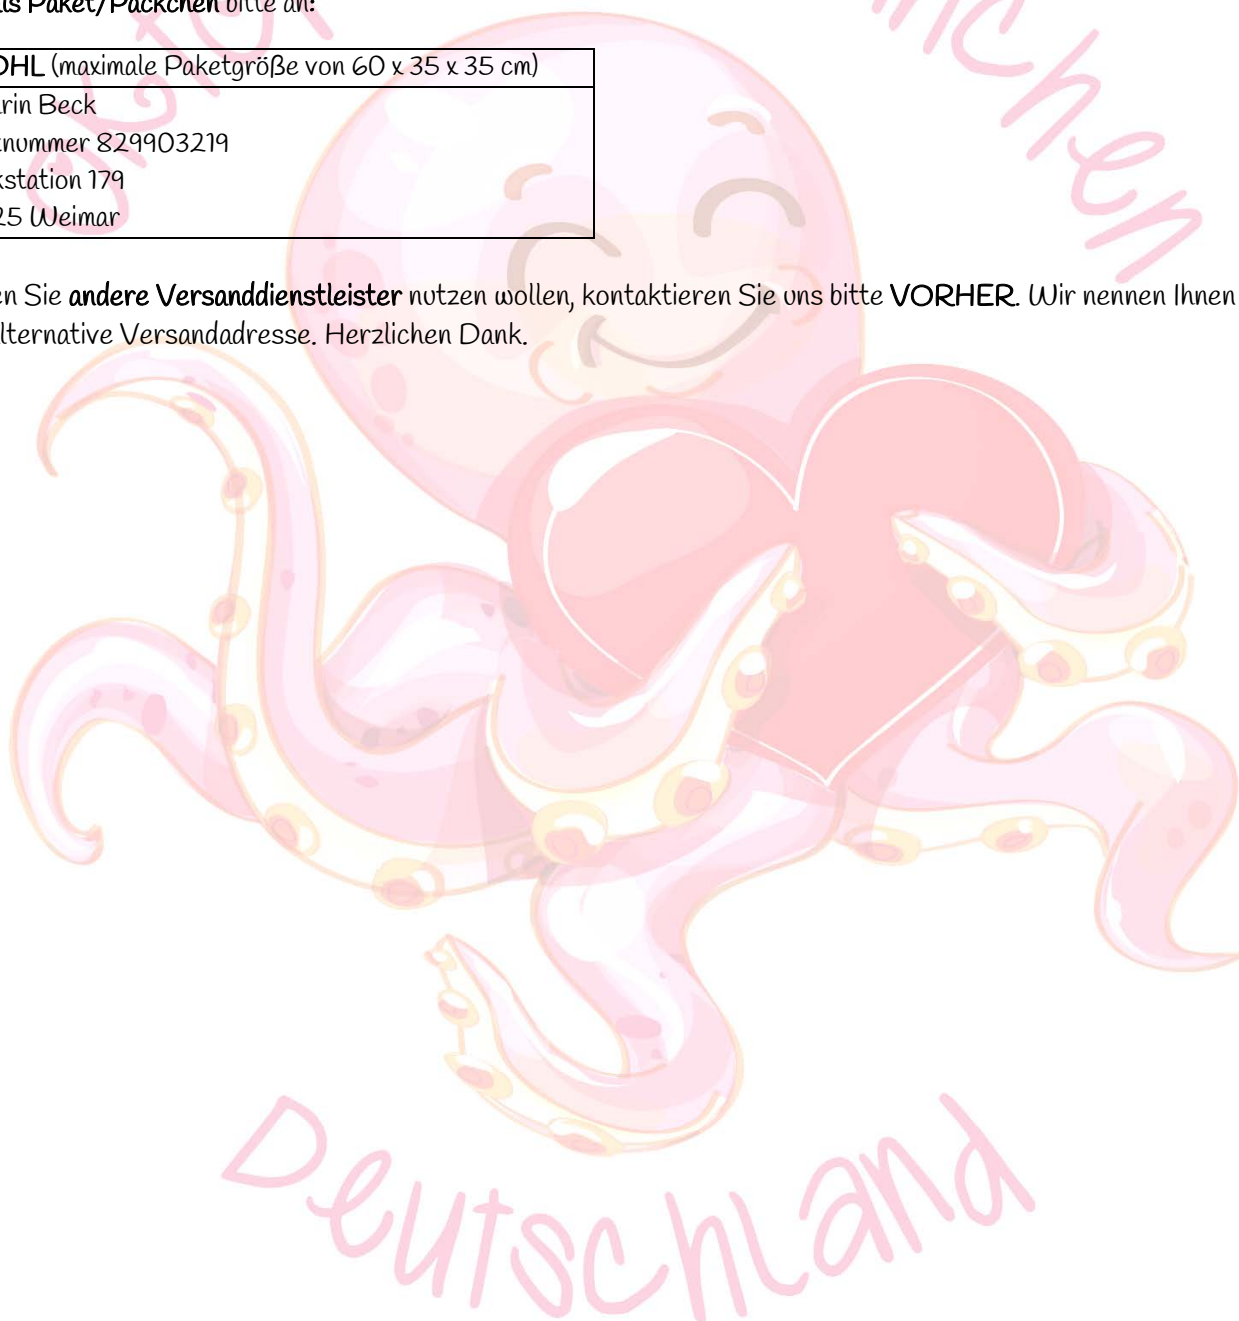 ls Paket/Päckchen bitte an:
DHL (maximale Paketgröße von 60 x 35 x 35 cm)
rin Beck
nummer 829903219
kstation 179
25 Weimar
en Sie andere Versanddienstleister nutzen wollen, kontaktieren Sie uns bitte VORHER. Wir nennen Ihnen
lternative Versandadresse. Herzlichen Dank.
Deutschland